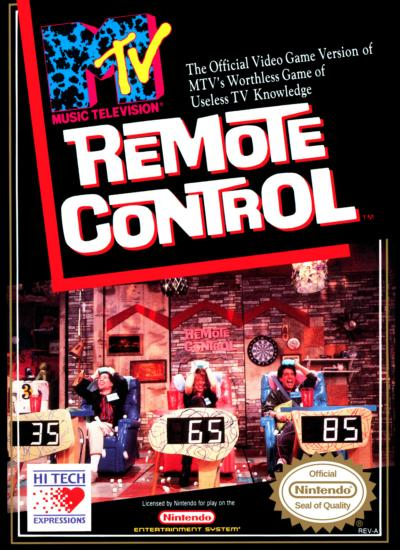 MTV
MUSIC TELEVISION®
The Official Video Game Version of
MTV's Worthless Game of
Useless TV Knowledge
REMOTE
CONTROL™
REMOTE
CONTROL
3
35
65
85
HI TECH
EXPRESSIONS
Licensed by Nintendo for play on the
Nintendo
ENTERTAINMENT SYSTEM®
Official
Nintendo®
Seal of Quality
REV-A